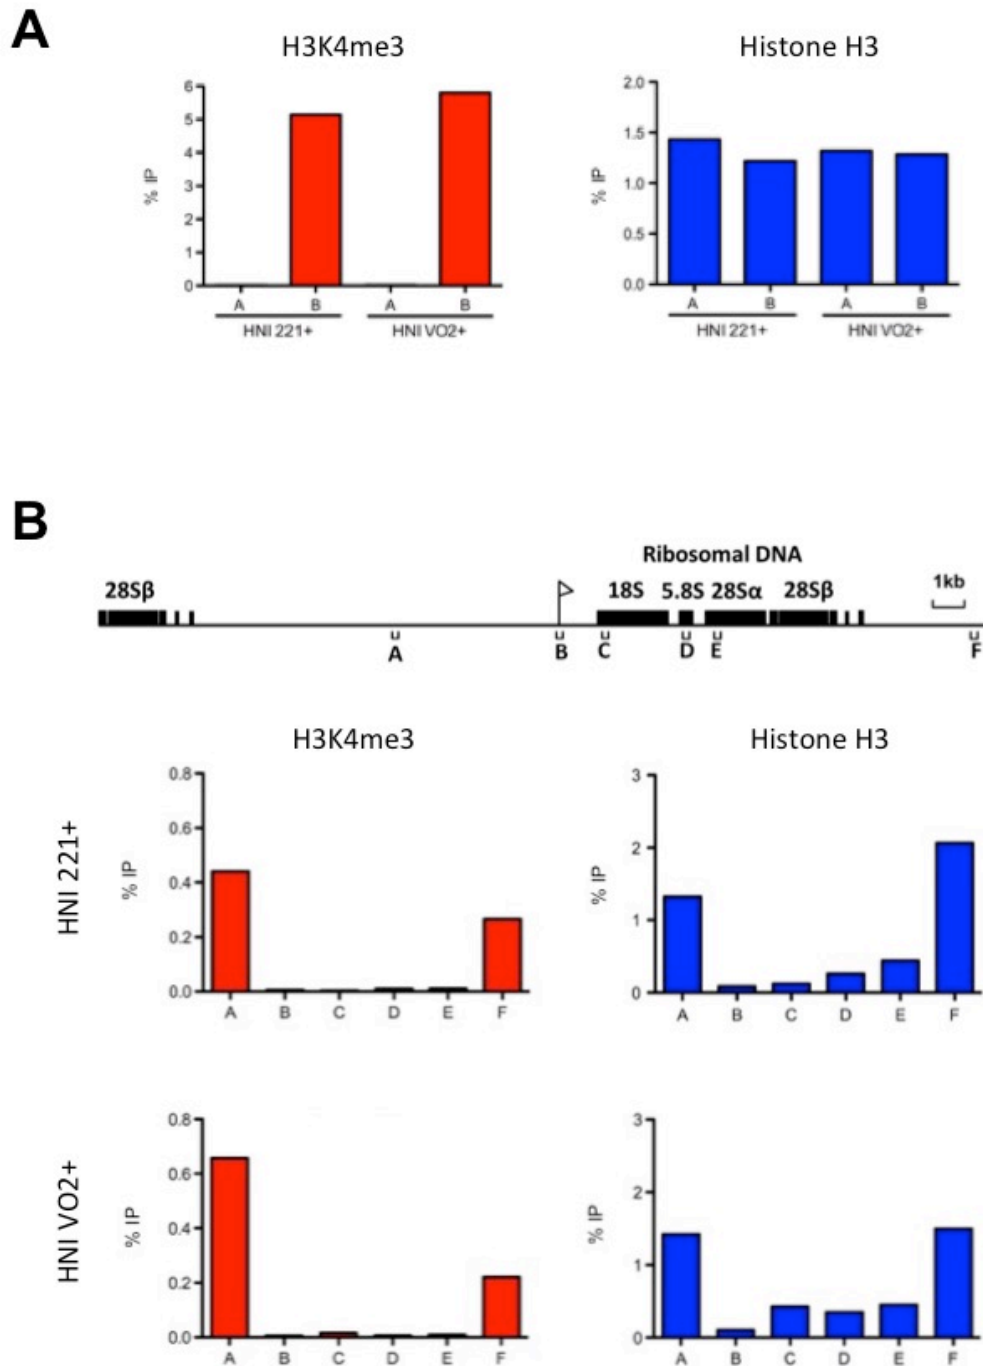 A
H3K4me3
Histone H3
% IP
6
5
4
3
2
1
0
A B A B
HNI 221+ HNI VO2+
% IP
2.0
1.5
1.0
0.5
0.0
A B A B
HNI 221+ HNI VO2+
B
Ribosomal DNA
28Sβ 18S 5.8S 28Sα 28Sβ 1kb
A B C D E F
H3K4me3
Histone H3
HNI 221+
% IP
0.8
0.6
0.4
0.2
0.0
A B C D E F
% IP
3
2
1
0
A B C D E F
HNI VO2+
% IP
0.8
0.6
0.4
0.2
0.0
A B C D E F
% IP
3
2
1
0
A B C D E F